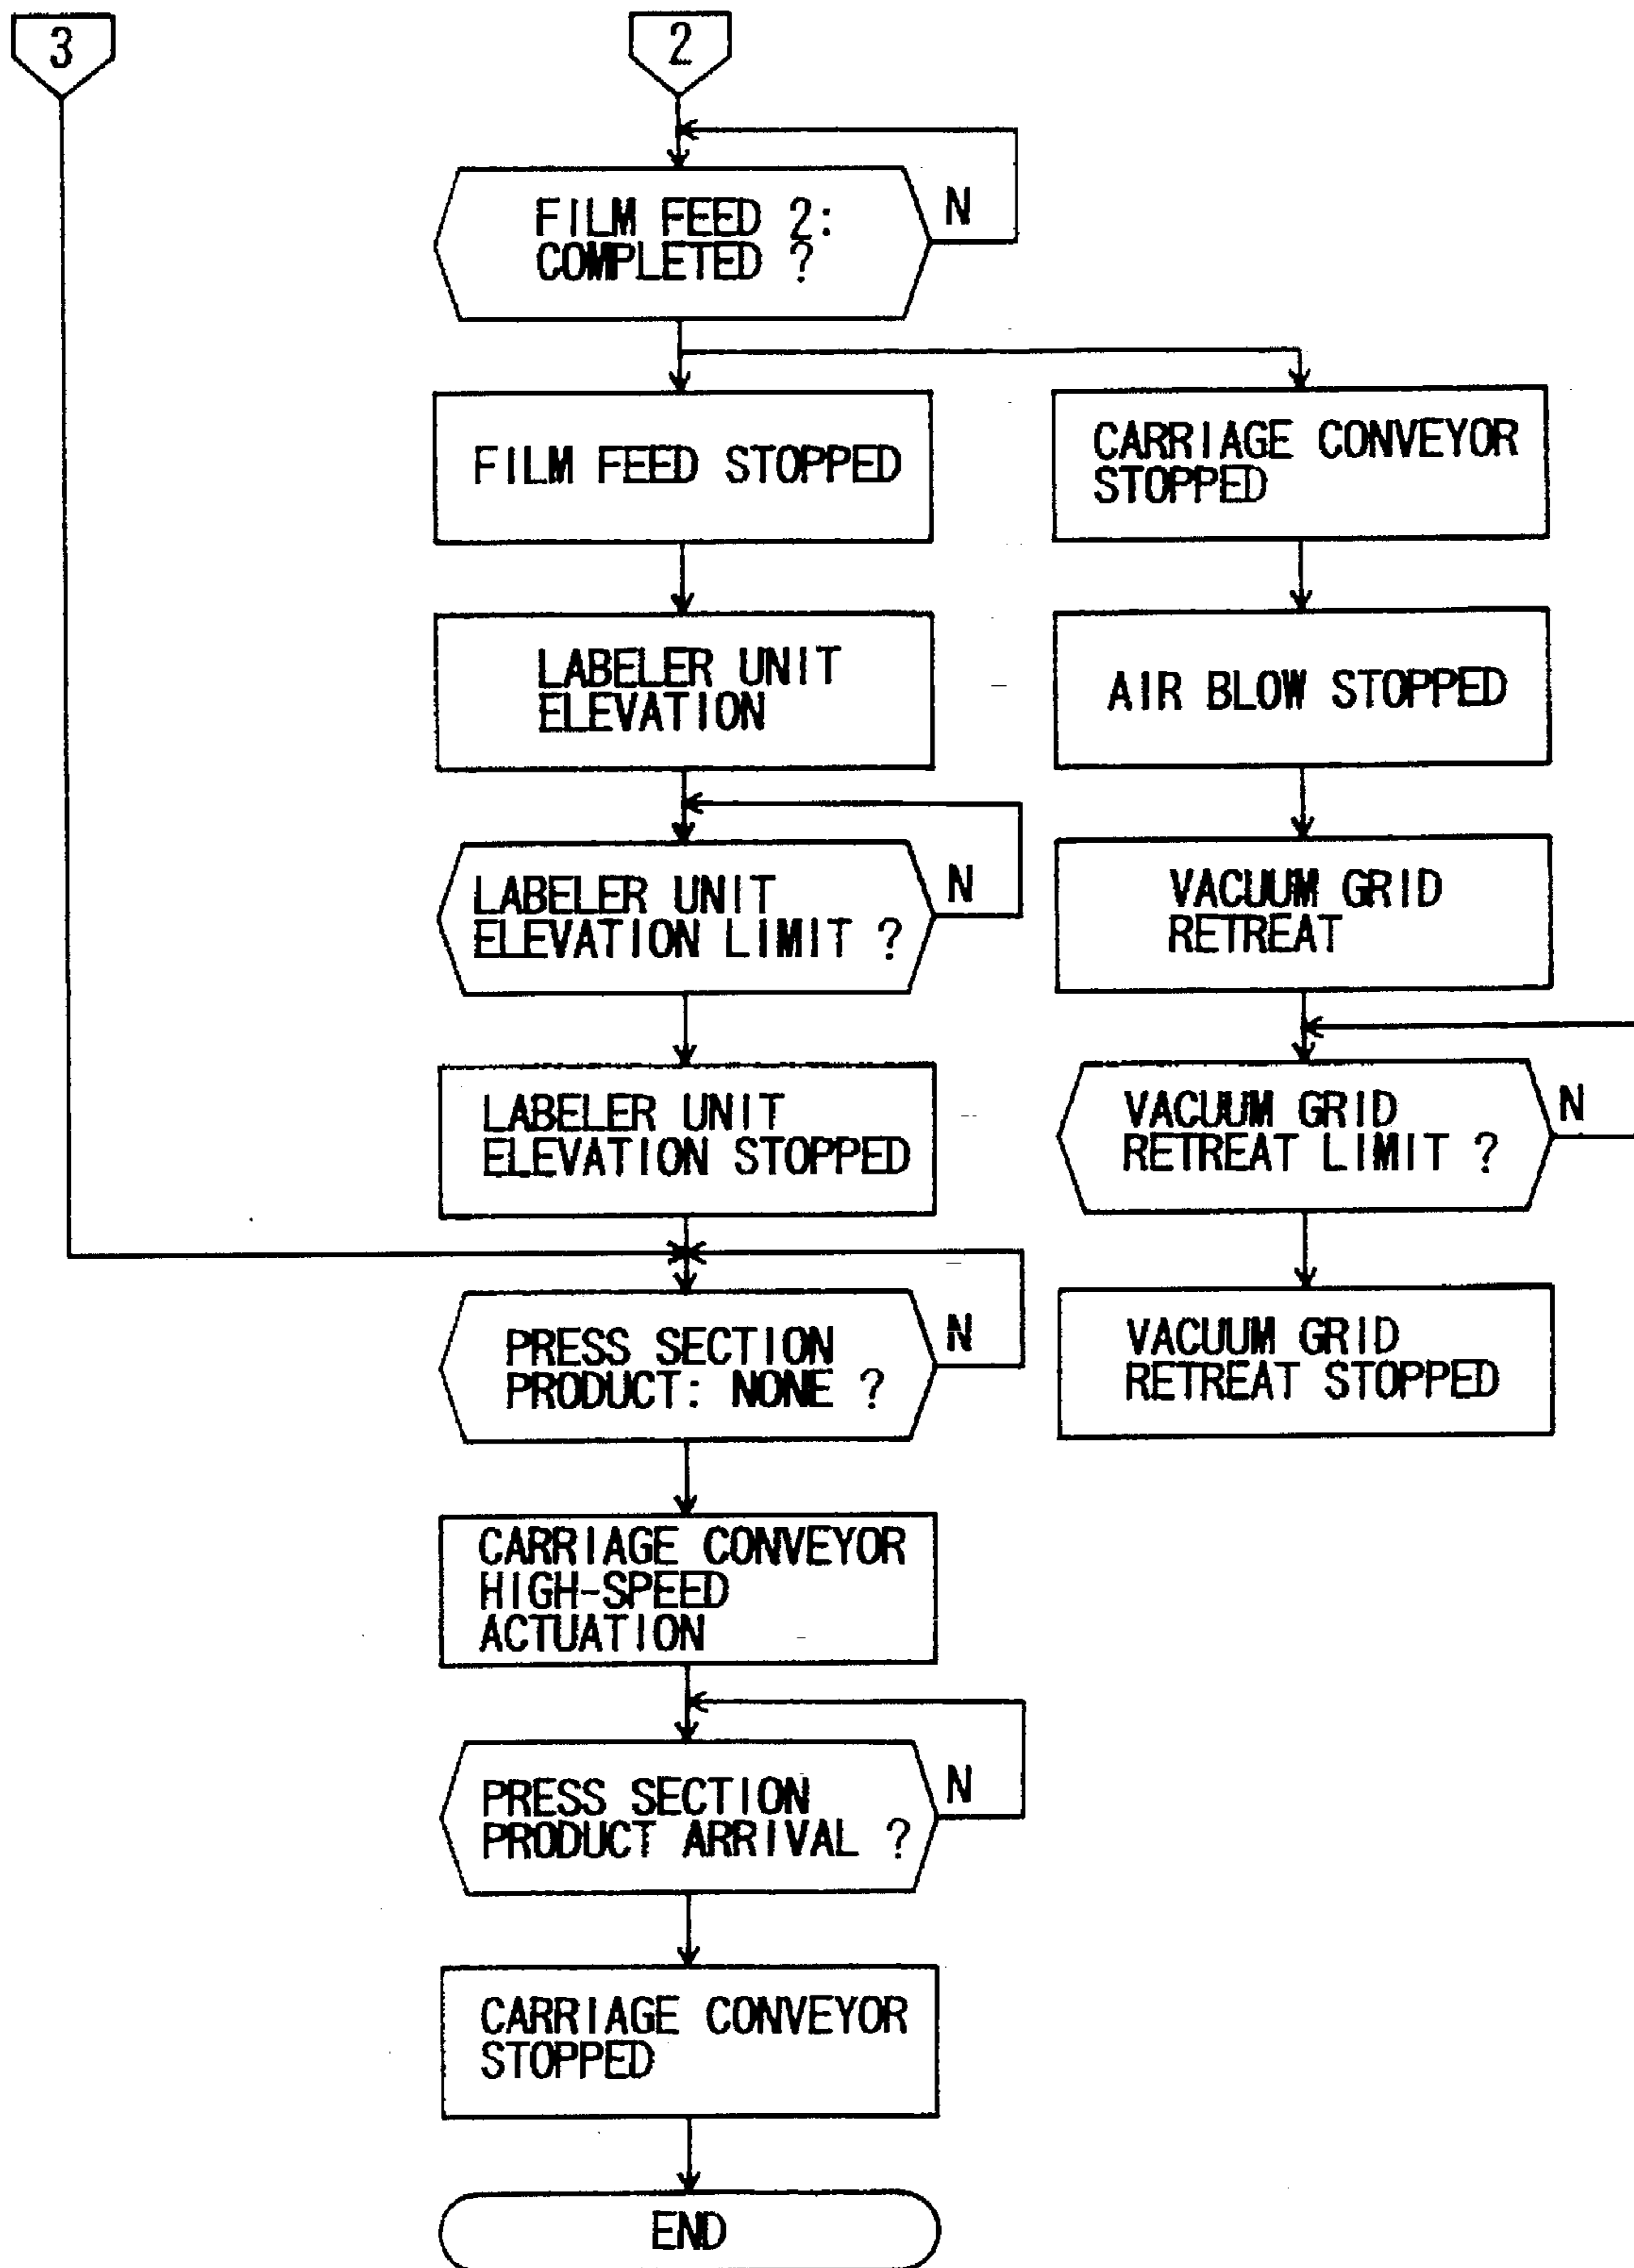 3
2
FILM FEED 2:
COMPLETED ?
N
FILM FEED STOPPED
CARRIAGE CONVEYOR
STOPPED
LABELER UNIT
ELEVATION
AIR BLOW STOPPED
LABELER UNIT
ELEVATION LIMIT ?
N
VACUUM GRID
RETREAT
LABELER UNIT
ELEVATION STOPPED
VACUUM GRID
RETREAT LIMIT ?
N
PRESS SECTION
PRODUCT: NONE ?
N
VACUUM GRID
RETREAT STOPPED
CARRIAGE CONVEYOR
HIGH-SPEED
ACTUATION
PRESS SECTION
PRODUCT ARRIVAL ?
N
CARRIAGE CONVEYOR
STOPPED
END